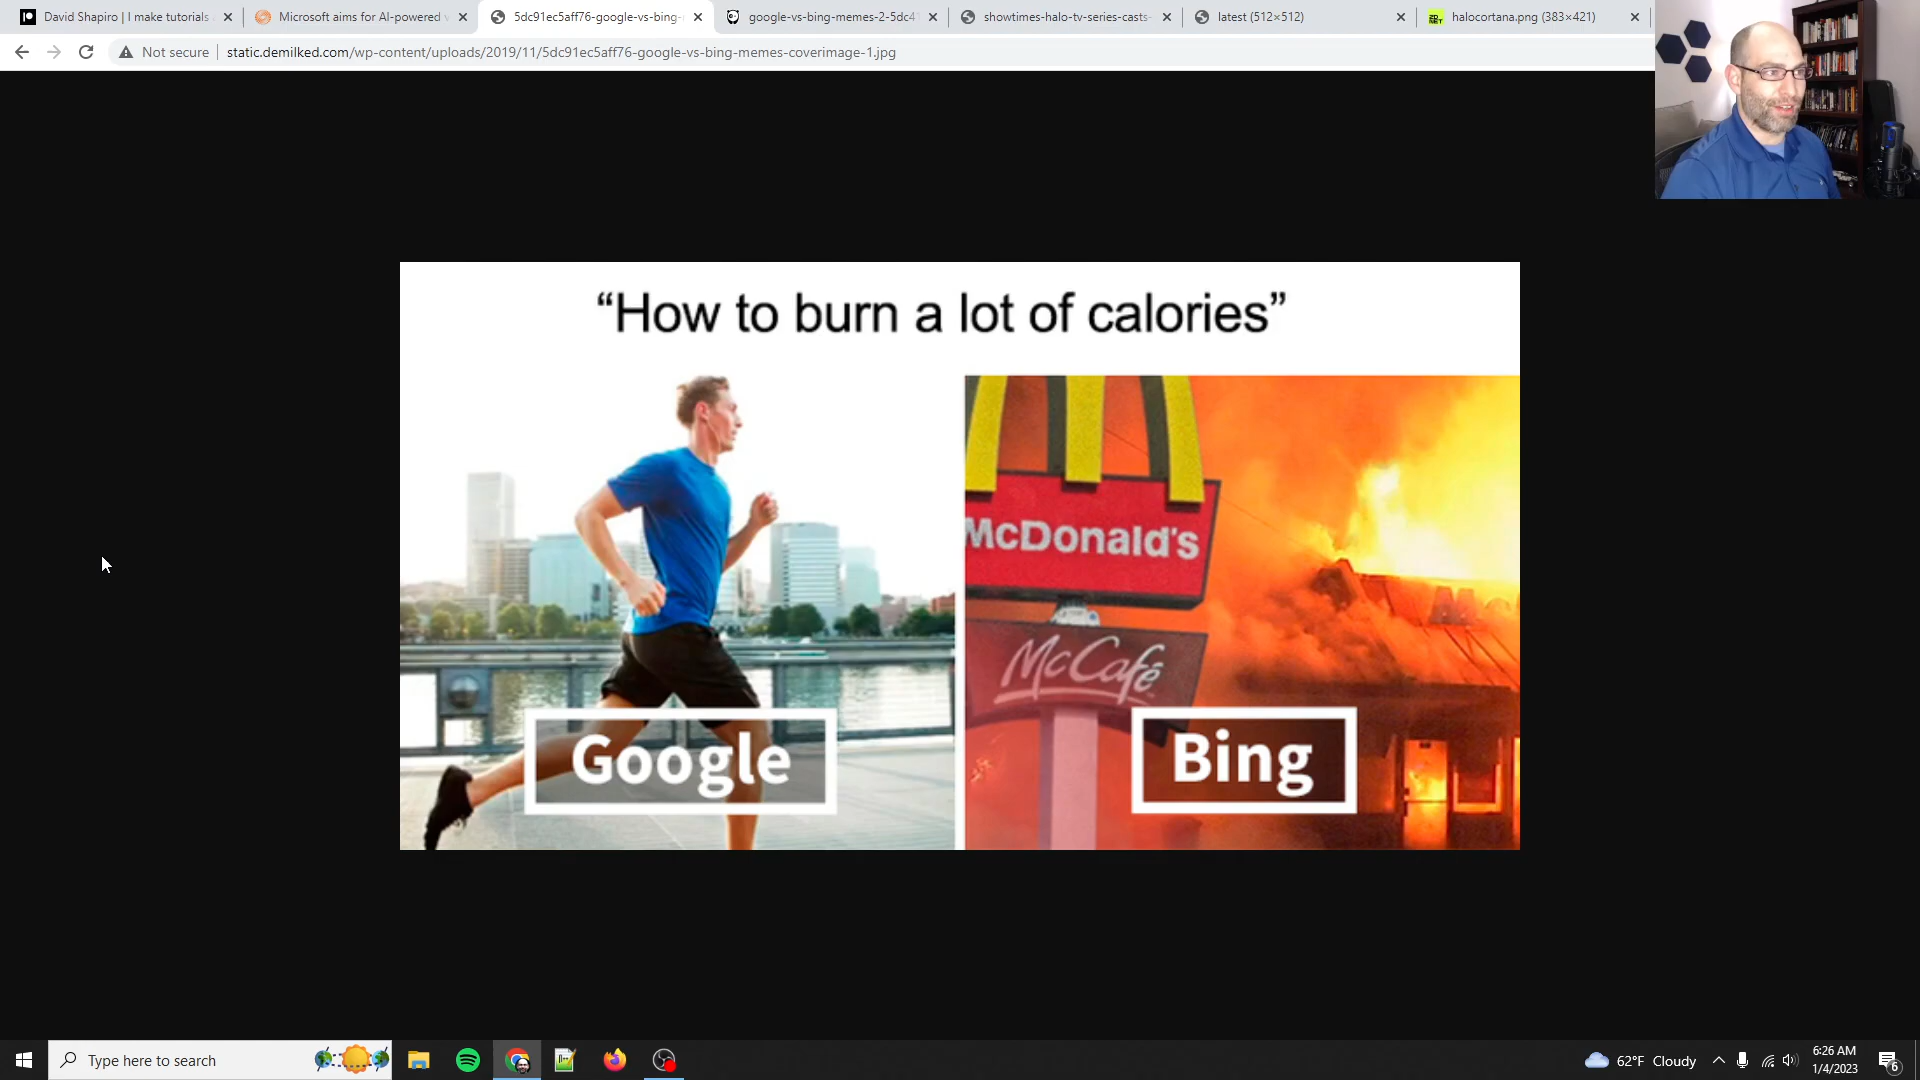 David Shapiro | I make tutorials
Microsoft aims for AI-powered v
5dc91ec5aff76-google-vs-bing-
google-vs-bing-memes-2-5dc4
showtimes-halo-tv-series-casts-
latest (512×512)
halocortana.png (383×421)
Not secure
static.demilked.com/wp-content/uploads/2019/11/5dc91ec5aff76-google-vs-bing-memes-coverimage-1.jpg
“How to burn a lot of calories”
McDonald's
McCafé
Google
Bing
Type here to search
62°F Cloudy
6:26 AM
1/4/2023
6